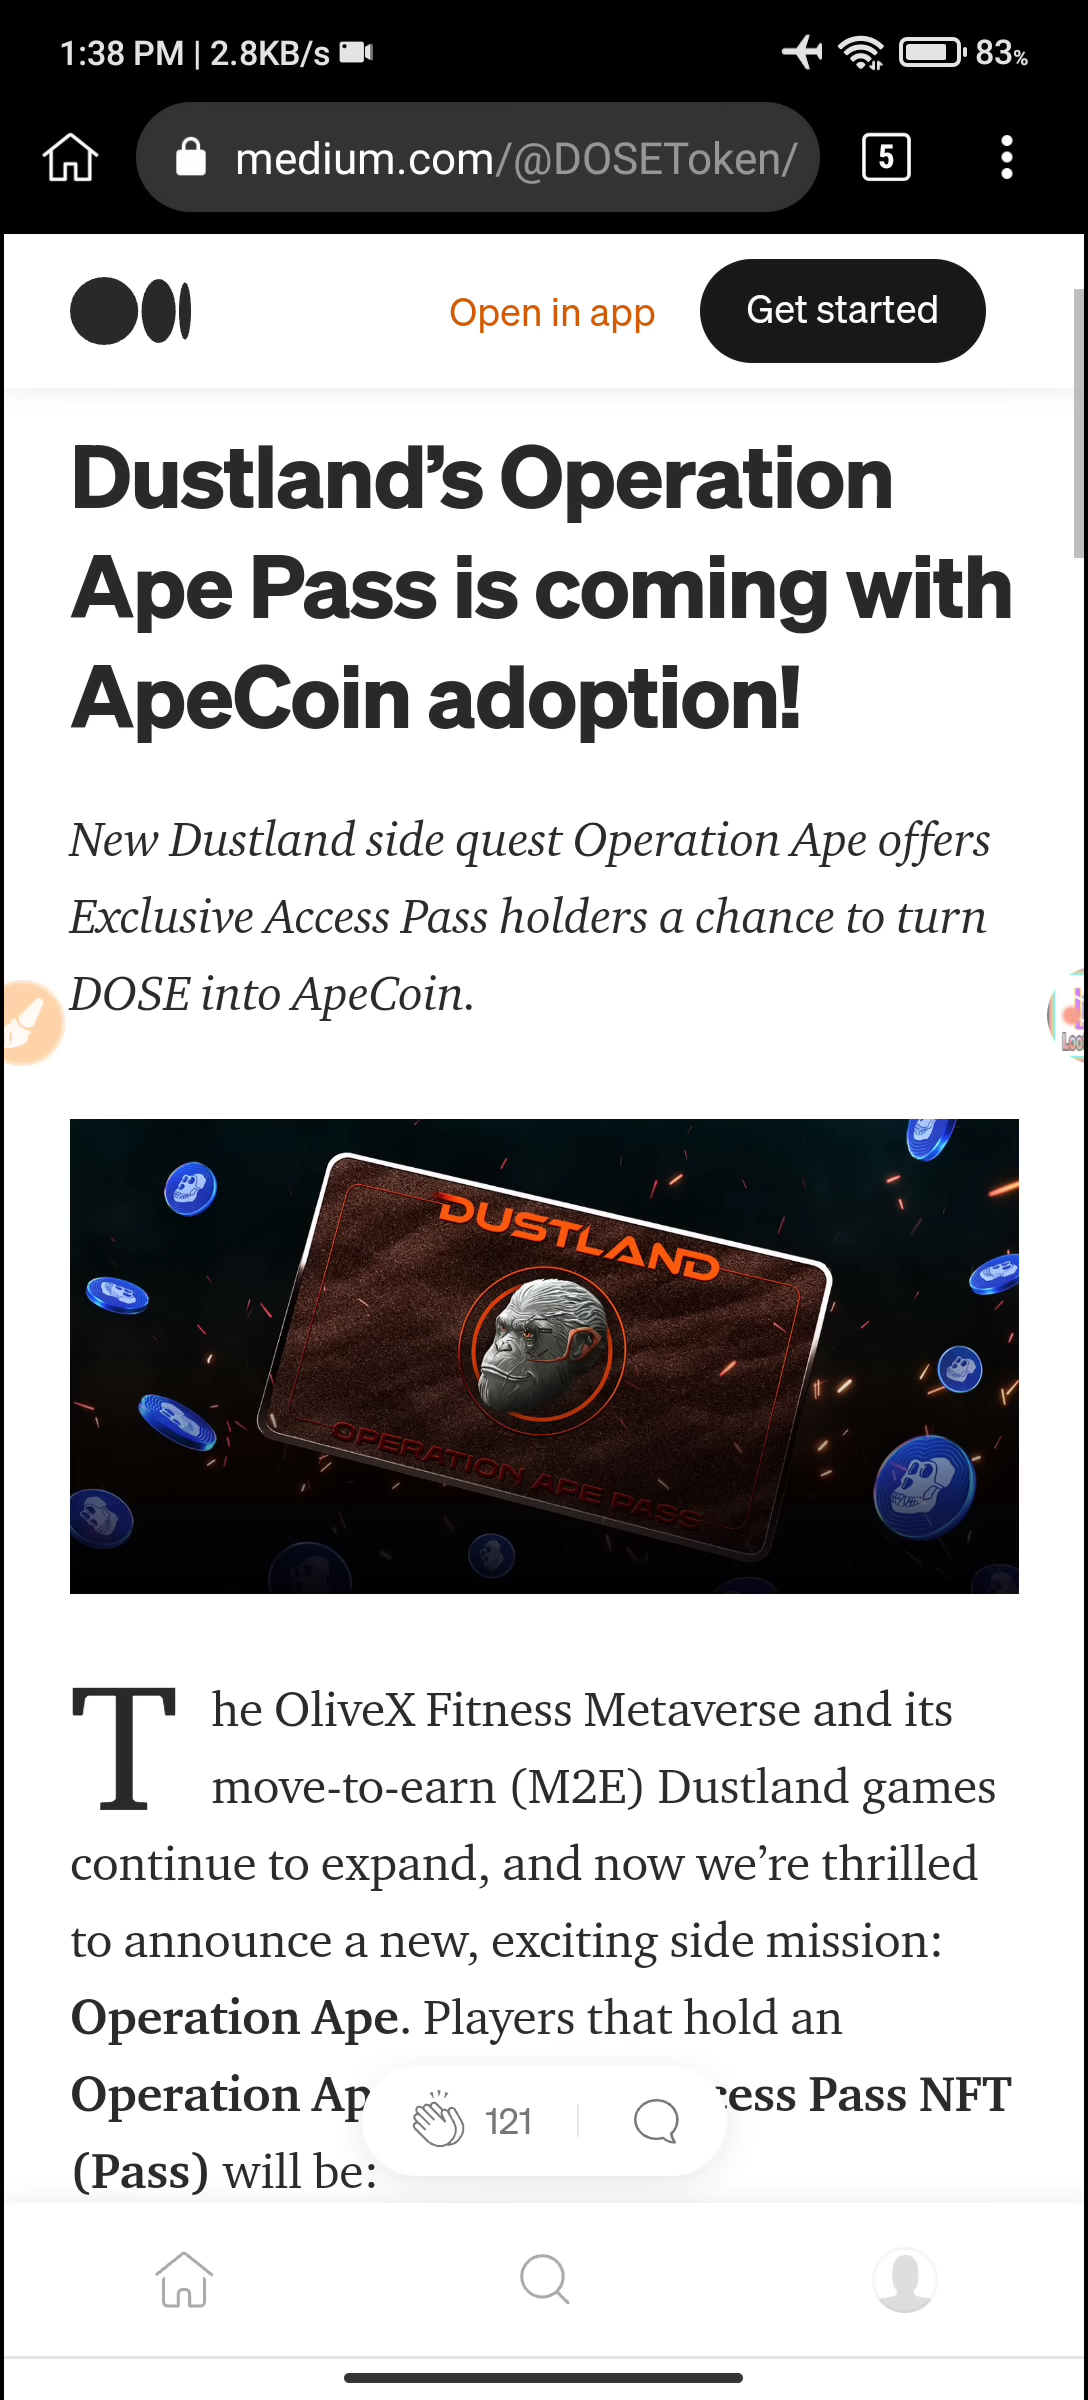 1:38 PM | 2.8KB/s
83%
medium.com/@DOSEToken/
5
Open in app
Get started
Dustland’s Operation
Ape Pass is coming with
ApeCoin adoption!
New Dustland side quest Operation Ape offers
Exclusive Access Pass holders a chance to turn
DOSE into ApeCoin.
DUSTLAND
OPERATION APE PASS
The OliveX Fitness Metaverse and its
move-to-earn (M2E) Dustland games
continue to expand, and now we’re thrilled
to announce a new, exciting side mission:
Operation Ape. Players that hold an
Operation Pass NFT
(Pass) will be:
121